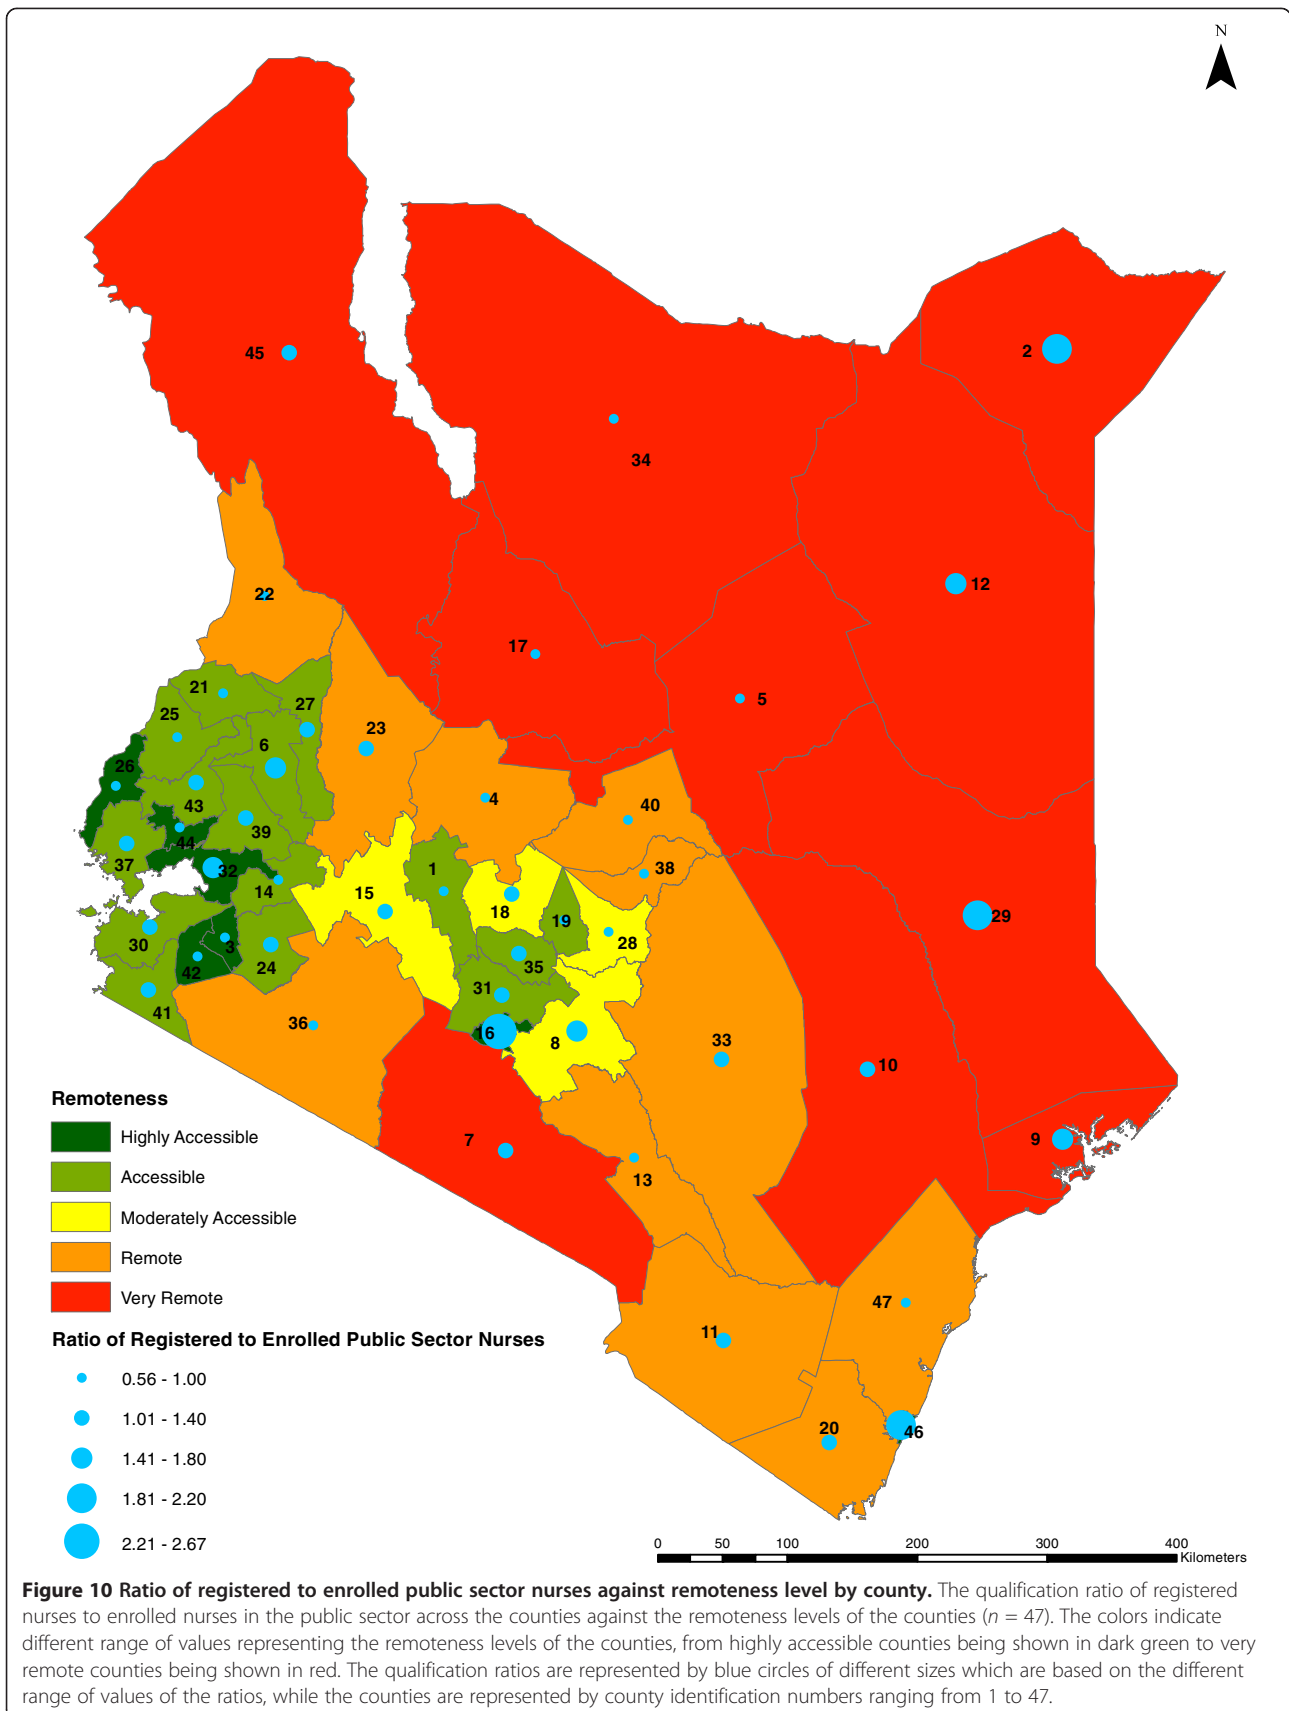 N
45
2
34
12
22
17
5
21
27
25
23
6
26
4
43
40
39
44
37
32
38
1
14
15
18
19
29
3
30
28
42
24
35
31
41
36
16
8
33
10
9
7
13
47
11
20
46
Remoteness
Highly Accessible
Accessible
Moderately Accessible
Remote
Very Remote
Ratio of Registered to Enrolled Public Sector Nurses
0.56 - 1.00
1.01 - 1.40
1.41 - 1.80
1.81 - 2.20
2.21 - 2.67
0 50 100 200 300 400
Kilometers
Figure 10 Ratio of registered to enrolled public sector nurses against remoteness level by county. The qualification ratio of registered
nurses to enrolled nurses in the public sector across the counties against the remoteness levels of the counties (n = 47). The colors indicate
different range of values representing the remoteness levels of the counties, from highly accessible counties being shown in dark green to very
remote counties being shown in red. The qualification ratios are represented by blue circles of different sizes which are based on the different
range of values of the ratios, while the counties are represented by county identification numbers ranging from 1 to 47.